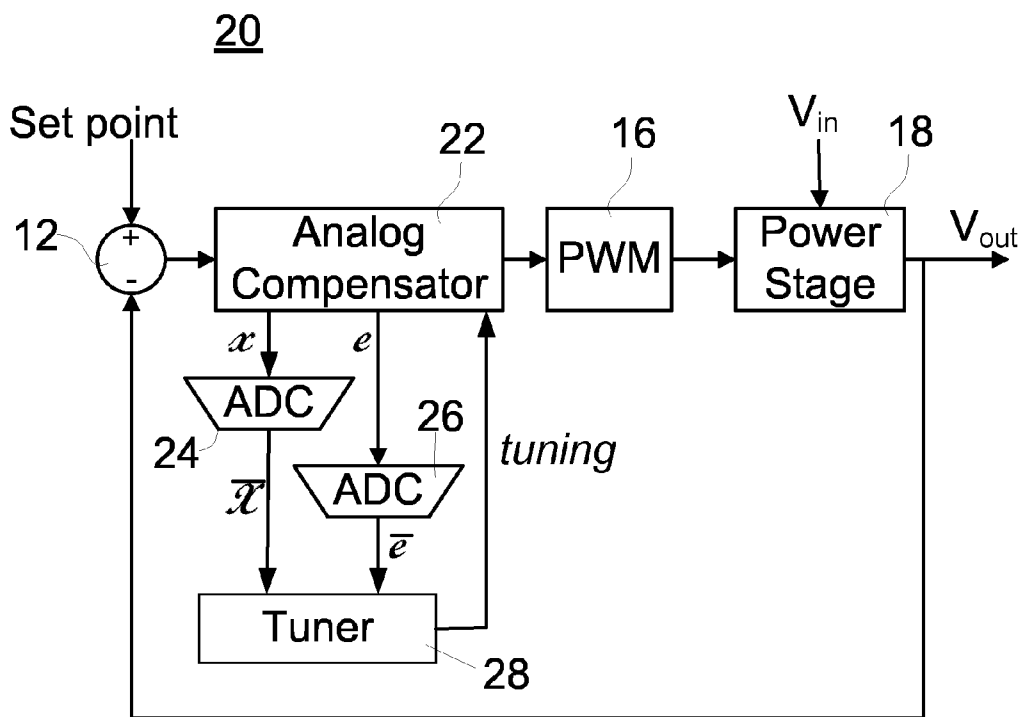 20
Set point
V_in
22
16
18
12
+
-
Analog
Compensator
PWM
Power
Stage
V_out
x
e
ADC
24
26
ADC
tuning
x̅
e̅
Tuner
28